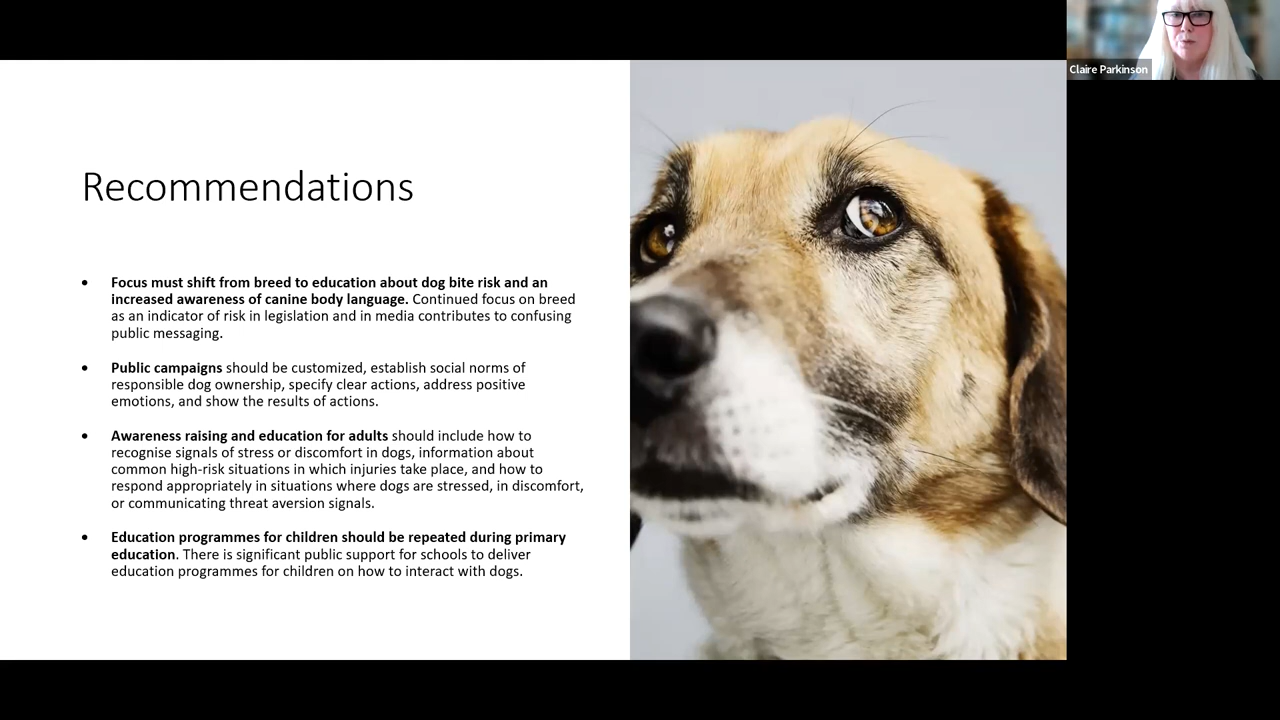 Claire Parkinson
Recommendations
• Focus must shift from breed to education about dog bite risk and an
increased awareness of canine body language. Continued focus on breed
as an indicator of risk in legislation and in media contributes to confusing
public messaging.
• Public campaigns should be customized, establish social norms of
responsible dog ownership, specify clear actions, address positive
emotions, and show the results of actions.
• Awareness raising and education for adults should include how to
recognise signals of stress or discomfort in dogs, information about
common high-risk situations in which injuries take place, and how to
respond appropriately in situations where dogs are stressed, in discomfort,
or communicating threat aversion signals.
• Education programmes for children should be repeated during primary
education. There is significant public support for schools to deliver
education programmes for children on how to interact with dogs.